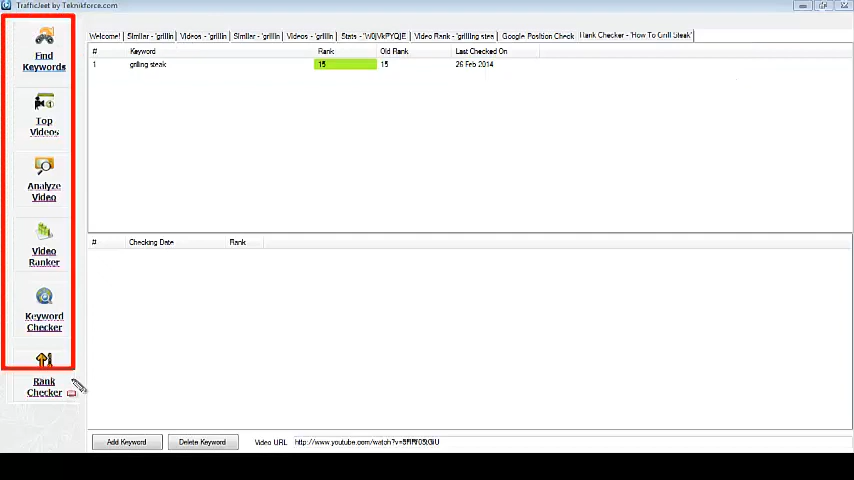 TrafficJeet by Teknikforce.com
Find
Keywords
Top
Videos
Analyze
Video
Video
Ranker
Keyword
Checker
Rank
Checker
Welcome! Similar - 'grillin Videos - 'grillin Similar - 'grillin Videos - 'grillin Stats - Video Rank - 'grilling stea Google Position Check Rank Checker - 'How To Grill Steak'
# Keyword Rank Old Rank Last Checked On
1 grilling steak 15 15 26 Feb 2014
# Checking Date Rank
Add Keyword Delete Keyword Video URL